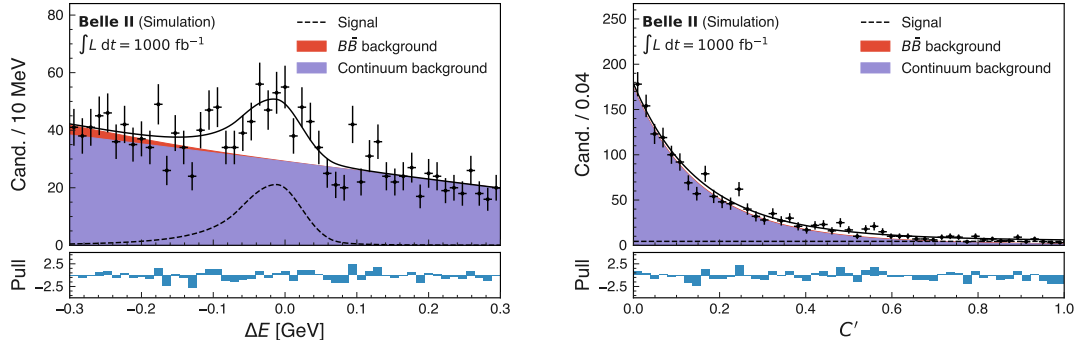 Belle II (Simulation)
∫L dt = 1000 fb⁻¹
Signal
BB̄ background
Continuum background
Cand. / 10 MeV
80
60
40
20
0
Pull
2.5
−2.5
−0.3 −0.2 −0.1 0.0 0.1 0.2 0.3
ΔE [GeV]
Belle II (Simulation)
∫L dt = 1000 fb⁻¹
Signal
BB̄ background
Continuum background
Cand. / 0.04
250
200
150
100
50
0
Pull
2.5
−2.5
0.0 0.2 0.4 0.6 0.8 1.0
C′